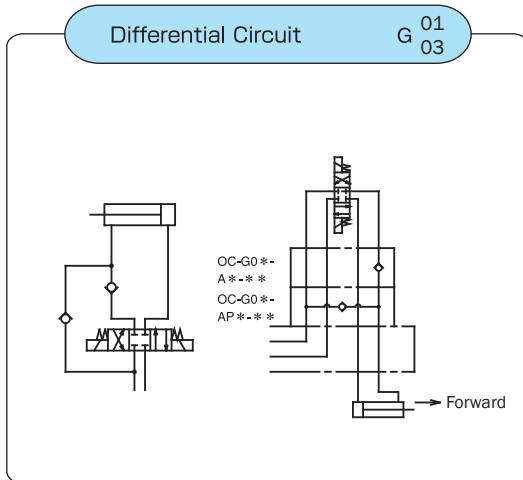 Differential Circuit G 01
03
OC-G0＊-
A＊-＊＊
OC-G0＊-
AP＊-＊＊
Forward